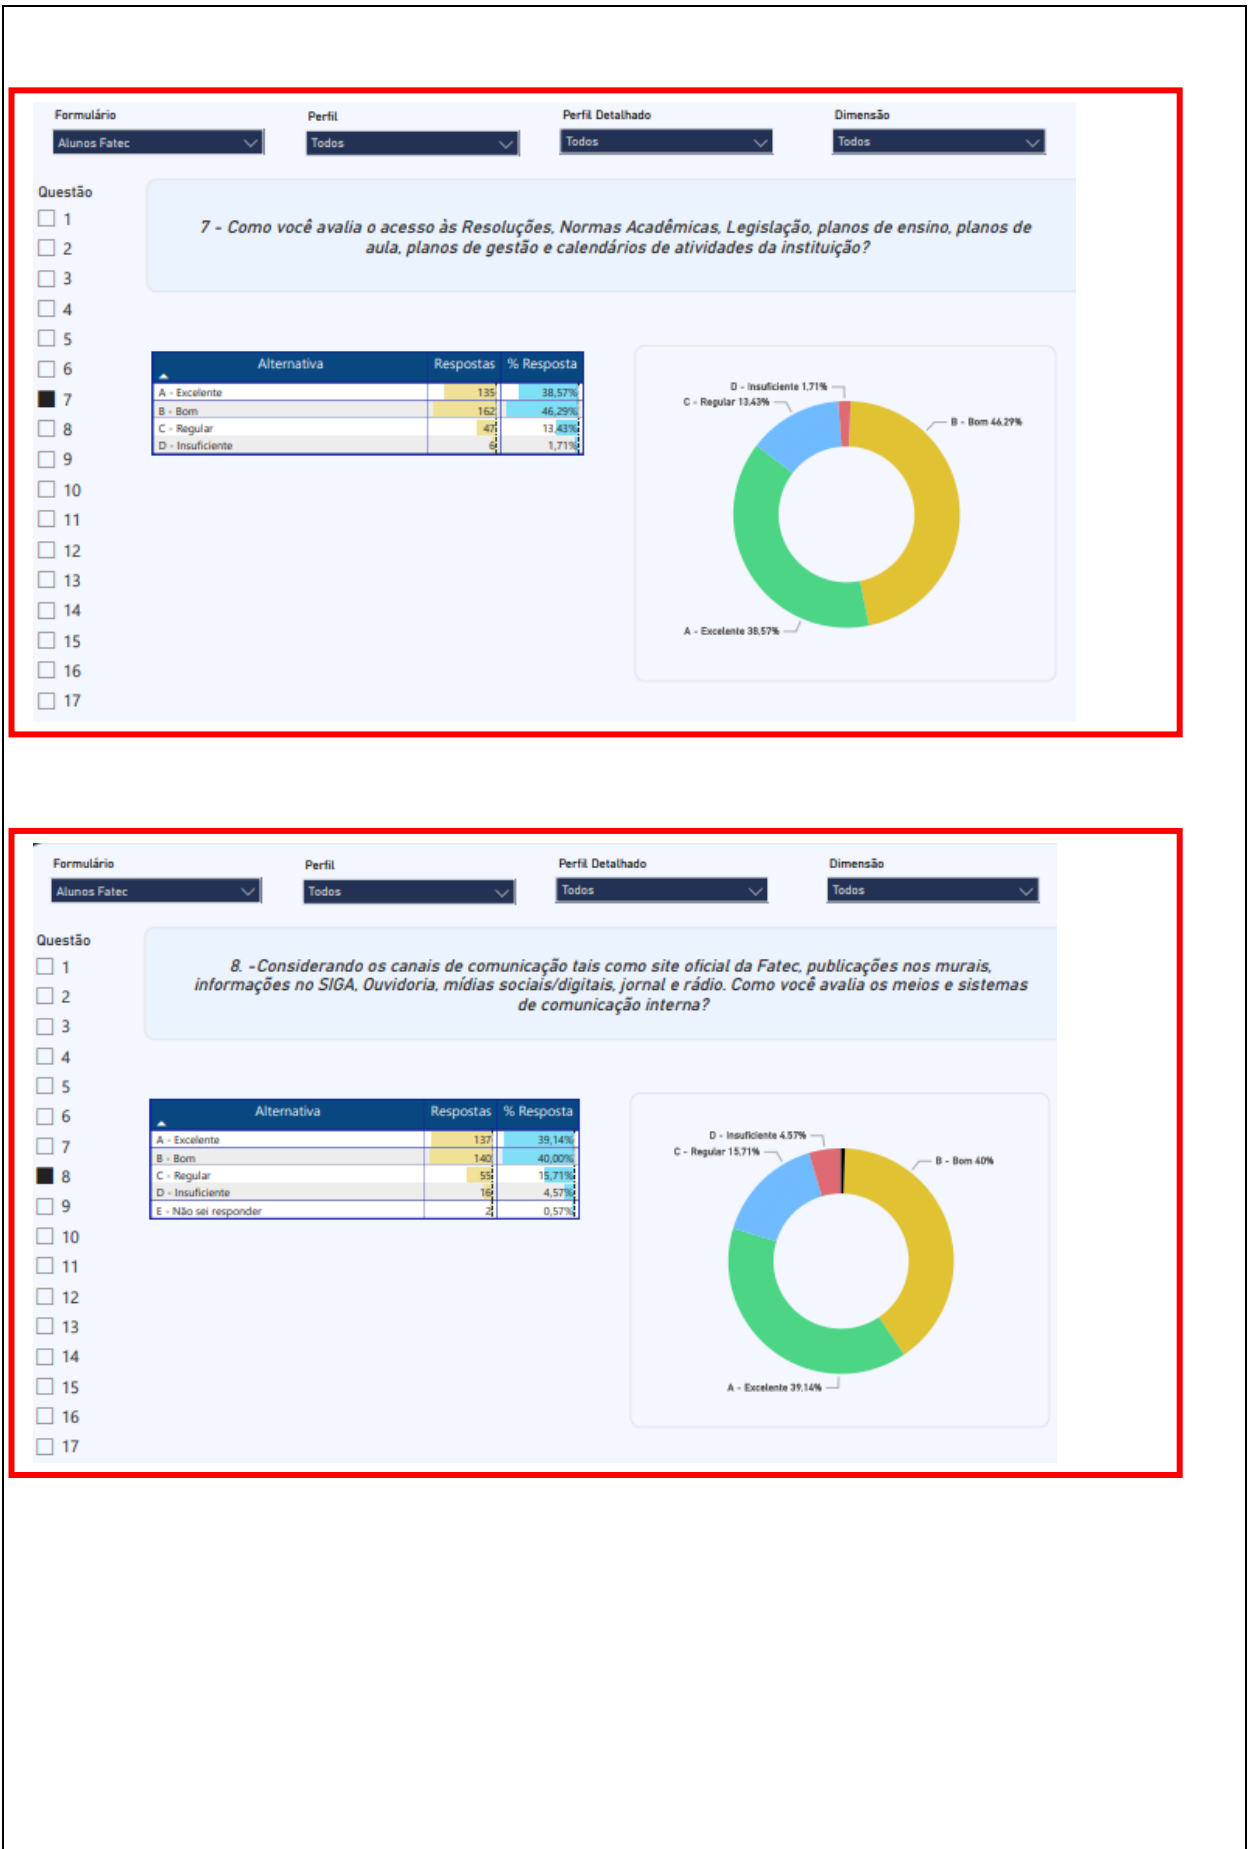 Formulário Perfil Perfil Detalhado Dimensão
Alunos Fatec Todos Todos Todos
Questão
1
2
3
4
5
6
7
8
9
10
11
12
13
14
15
16
17
7 - Como você avalia o acesso às Resoluções, Normas Acadêmicas, Legislação, planos de ensino, planos de
aula, planos de gestão e calendários de atividades da instituição?
Alternativa Respostas % Resposta
A - Excelente 135 38,57%
B - Bom 162 46,29%
C - Regular 47 13,43%
D - Insuficiente 6 1,71%
D - Insuficiente 1,71%
C - Regular 13,43%
B - Bom 46,29%
A - Excelente 38,57%
Formulário Perfil Perfil Detalhado Dimensão
Alunos Fatec Todos Todos Todos
Questão
1
2
3
4
5
6
7
8
9
10
11
12
13
14
15
16
17
8. -Considerando os canais de comunicação tais como site oficial da Fatec, publicações nos murais,
informações no SIGA, Ouvidoria, mídias sociais/digitais, jornal e rádio. Como você avalia os meios e sistemas
de comunicação interna?
Alternativa Respostas % Resposta
A - Excelente 137 39,14%
B - Bom 140 40,00%
C - Regular 55 15,71%
D - Insuficiente 16 4,57%
E - Não sei responder 2 0,57%
D - Insuficiente 4,57%
C - Regular 15,71%
B - Bom 40%
A - Excelente 39,14%